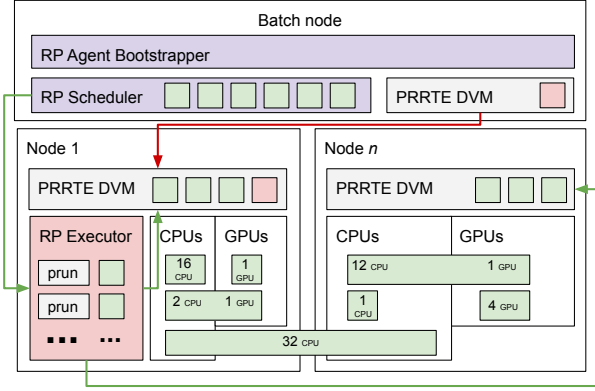 Batch node
RP Agent Bootstrapper
RP Scheduler
PRRTE DVM
Node 1
PRRTE DVM
RP Executor
prun
prun
... ...
CPUs
GPUs
16 CPU
1 GPU
2 CPU 1 GPU
32 CPU
Node n
PRRTE DVM
CPUs
GPUs
12 CPU 1 GPU
1 CPU
4 GPU